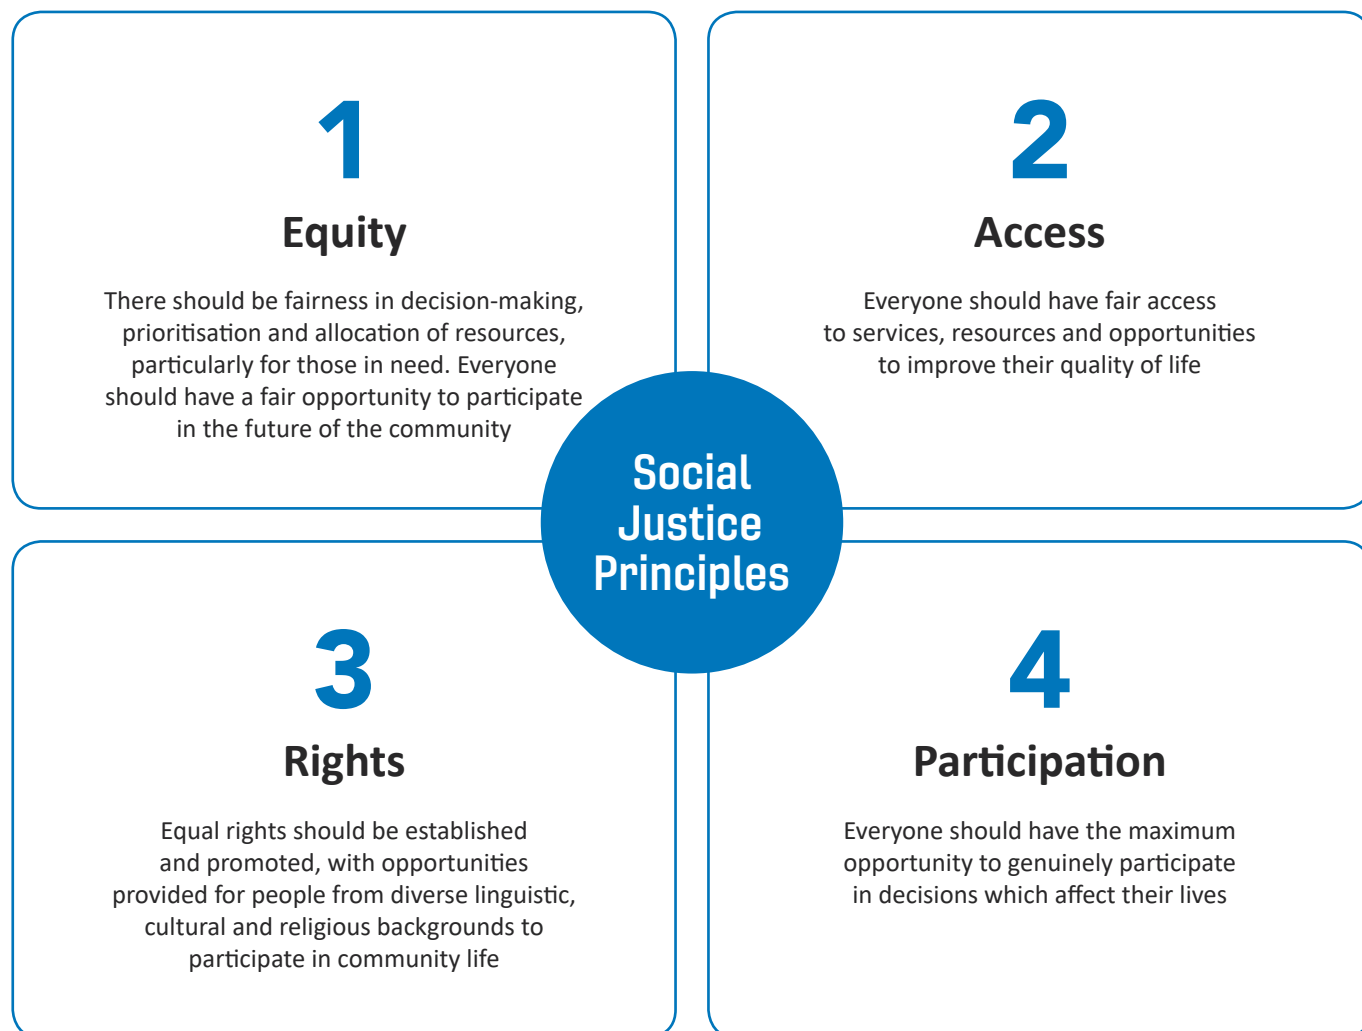 1
Equity
There should be fairness in decision-making,
prioritisation and allocation of resources,
particularly for those in need. Everyone
should have a fair opportunity to participate
in the future of the community
2
Access
Everyone should have fair access
to services, resources and opportunities
to improve their quality of life
Social
Justice
Principles
3
Rights
Equal rights should be established
and promoted, with opportunities
provided for people from diverse linguistic,
cultural and religious backgrounds to
participate in community life
4
Participation
Everyone should have the maximum
opportunity to genuinely participate
in decisions which affect their lives